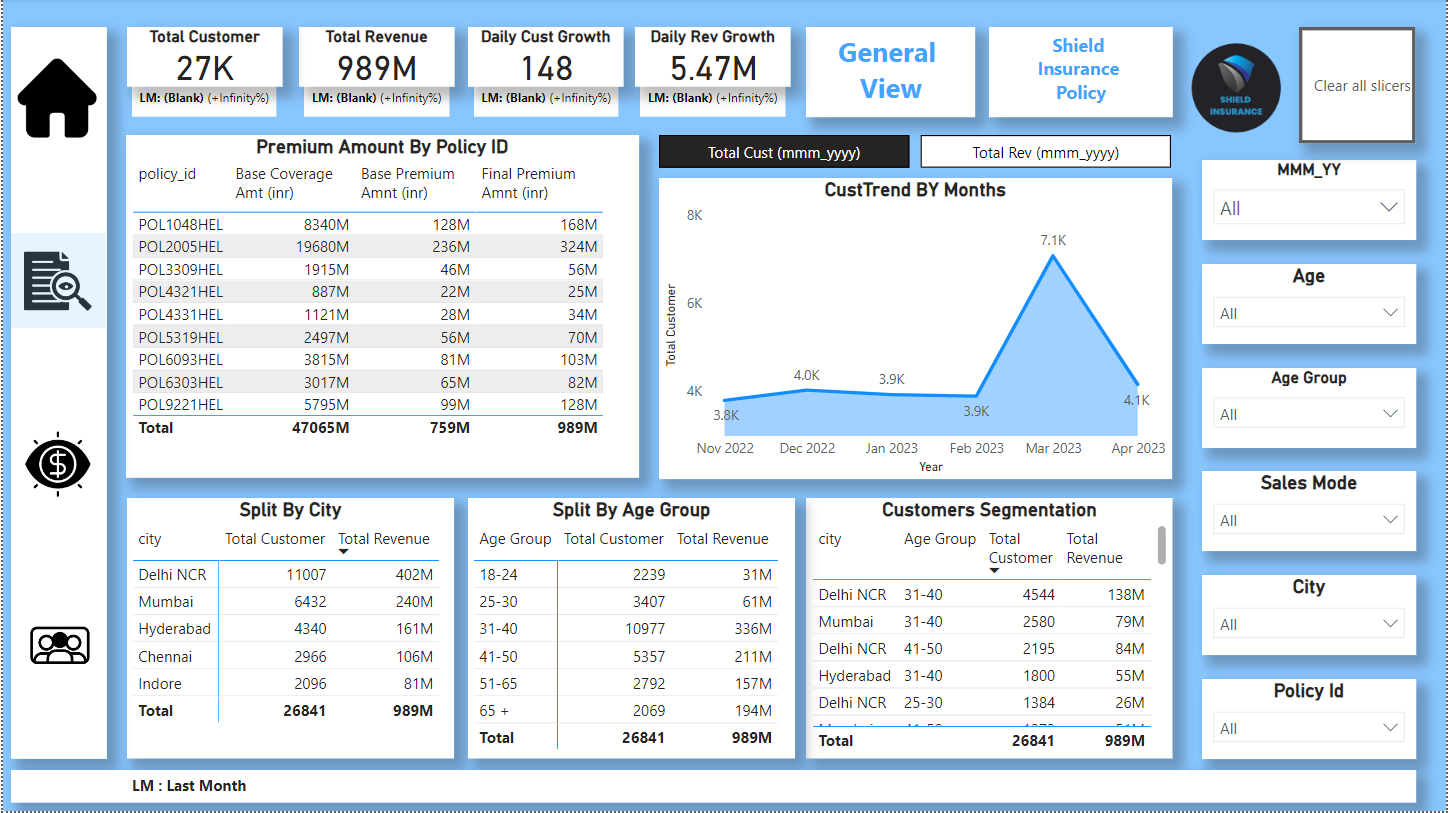 Total Customer
27K
LM: (Blank) (+Infinity%)
Total Revenue
989M
LM: (Blank) (+Infinity%)
Daily Cust Growth
148
LM: (Blank) (+Infinity%)
Daily Rev Growth
5.47M
LM: (Blank) (+Infinity%)
General
View
Shield
Insurance
Policy
SHIELD
INSURANCE
Clear all slicers
Premium Amount By Policy ID
policy_id Base Coverage Amt (inr) Base Premium Amnt (inr) Final Premium Amnt (inr)
POL1048HEL 8340M 128M 168M
POL2005HEL 19680M 236M 324M
POL3309HEL 1915M 46M 56M
POL4321HEL 887M 22M 25M
POL4331HEL 1121M 28M 34M
POL5319HEL 2497M 56M 70M
POL6093HEL 3815M 81M 103M
POL6303HEL 3017M 65M 82M
POL9221HEL 5795M 99M 128M
Total 47065M 759M 989M
Total Cust (mmm_yyyy)
Total Rev (mmm_yyyy)
CustTrend BY Months
Total Customer
8K
6K
4K
3.8K
4.0K
3.9K
3.9K
7.1K
4.1K
Nov 2022 Dec 2022 Jan 2023 Feb 2023 Mar 2023 Apr 2023
Year
MMM_YY
All
Age
All
Age Group
All
Sales Mode
All
City
All
Policy Id
All
Split By City
city Total Customer Total Revenue
Delhi NCR 11007 402M
Mumbai 6432 240M
Hyderabad 4340 161M
Chennai 2966 106M
Indore 2096 81M
Total 26841 989M
Split By Age Group
Age Group Total Customer Total Revenue
18-24 2239 31M
25-30 3407 61M
31-40 10977 336M
41-50 5357 211M
51-65 2792 157M
65 + 2069 194M
Total 26841 989M
Customers Segmentation
city Age Group Total Customer Total Revenue
Delhi NCR 31-40 4544 138M
Mumbai 31-40 2580 79M
Delhi NCR 41-50 2195 84M
Hyderabad 31-40 1800 55M
Delhi NCR 25-30 1384 26M
Total 26841 989M
LM : Last Month